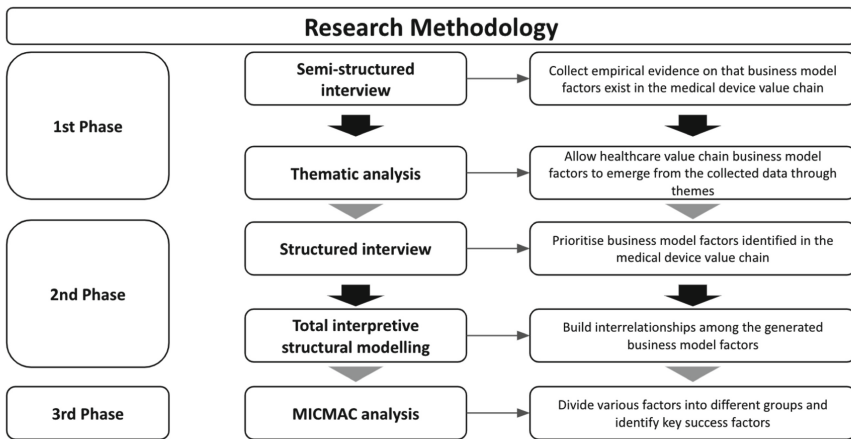 Research Methodology
1st Phase
Semi-structured
interview
Collect empirical evidence on that business model
factors exist in the medical device value chain
Thematic analysis
Allow healthcare value chain business model
factors to emerge from the collected data through
themes
2nd Phase
Structured interview
Prioritise business model factors identified in the
medical device value chain
Total interpretive
structural modelling
Build interrelationships among the generated
business model factors
3rd Phase
MICMAC analysis
Divide various factors into different groups and
identify key success factors